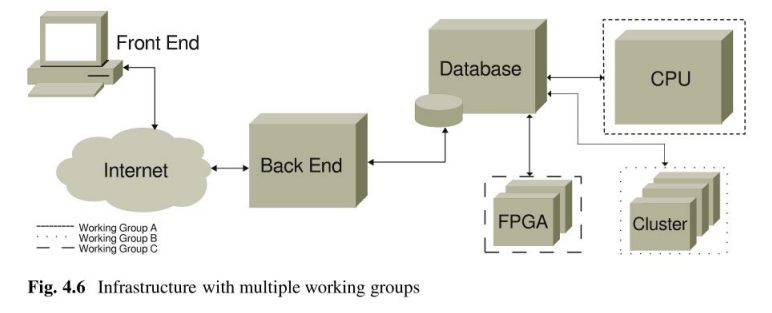 Front End
Database
CPU
Internet
Back End
FPGA
Cluster
Working Group A
Working Group B
Working Group C
Fig. 4.6 Infrastructure with multiple working groups